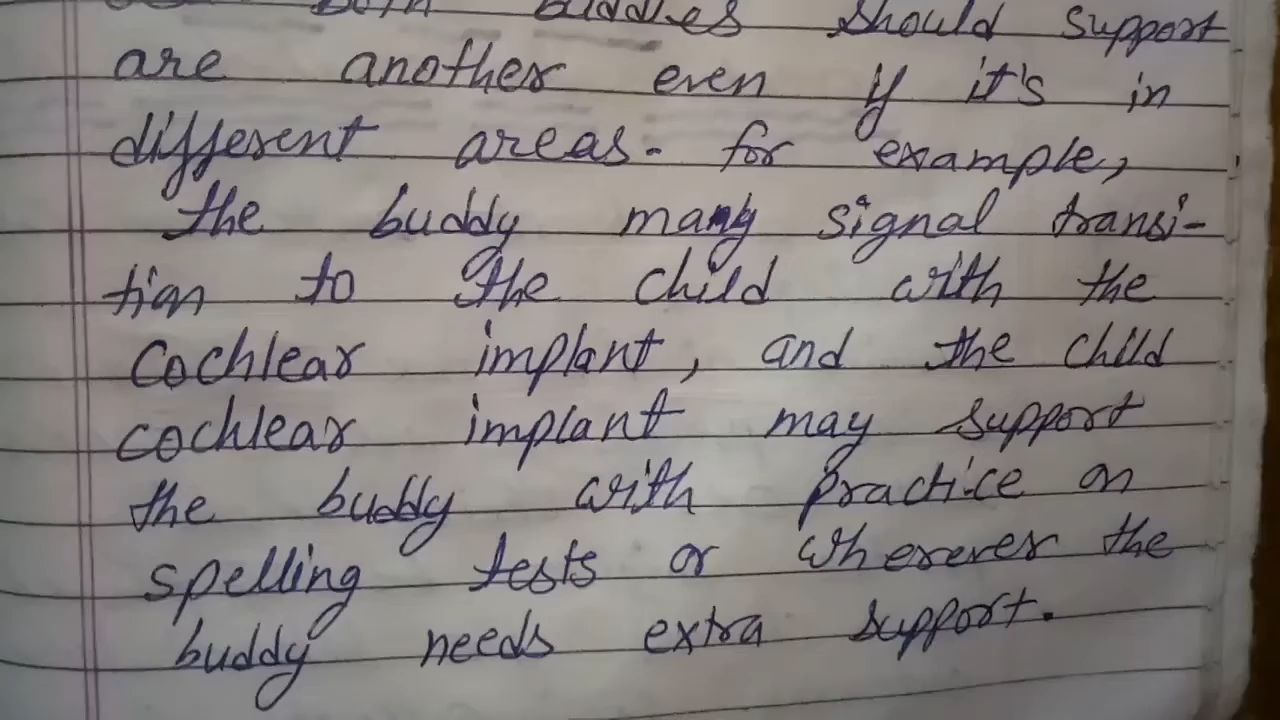 both buddies should support
are another even if it's in
different areas. for example,
the buddy many signal transi-
tion to the child with the
cochlear implant, and the child
cochlear implant may support
the buddy with practice on
spelling tests or wherever the
buddy needs extra support.